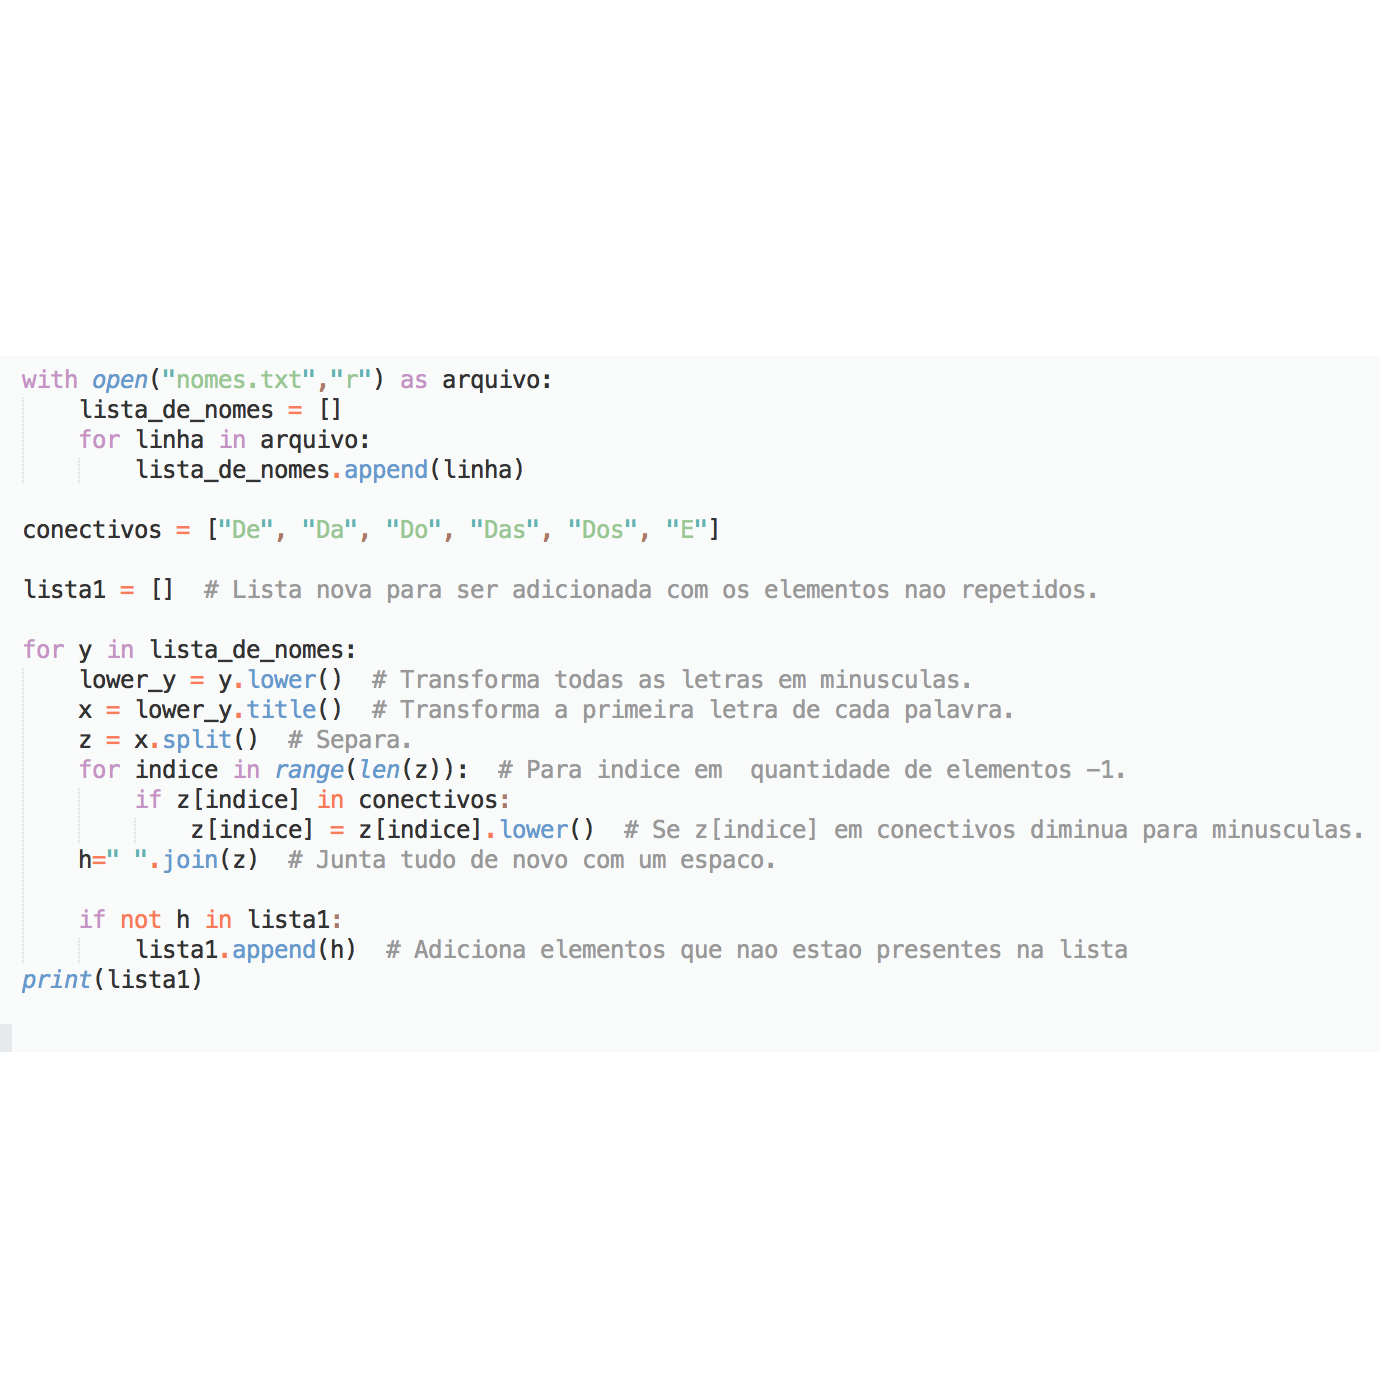 with open("nomes.txt","r") as arquivo:
    lista_de_nomes = []
    for linha in arquivo:
        lista_de_nomes.append(linha)
conectivos = ["De", "Da", "Do", "Das", "Dos", "E"]
lista1 = []  # Lista nova para ser adicionada com os elementos nao repetidos.
for y in lista_de_nomes:
    lower_y = y.lower()  # Transforma todas as letras em minusculas.
    x = lower_y.title()  # Transforma a primeira letra de cada palavra.
    z = x.split()  # Separa.
    for indice in range(len(z)):  # Para indice em  quantidade de elementos -1.
        if z[indice] in conectivos:
            z[indice] = z[indice].lower()  # Se z[indice] em conectivos diminua para minusculas.
    h=" ".join(z)  # Junta tudo de novo com um espaco.
    if not h in lista1:
        lista1.append(h)  # Adiciona elementos que nao estao presentes na lista
print(lista1)